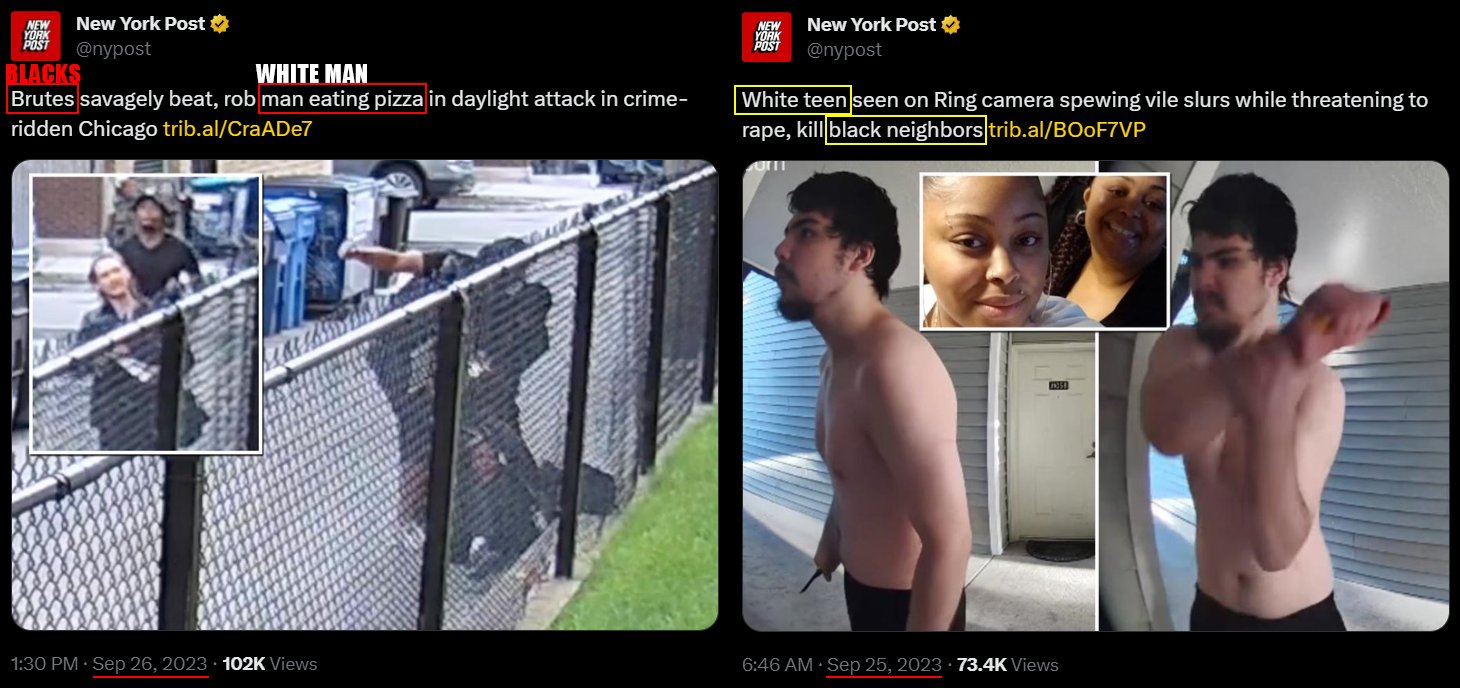 NEW YORK POST
New York Post
@nypost
BLACKS
WHITE MAN
Brutes savagely beat, rob man eating pizza in daylight attack in crime-
ridden Chicago trib.al/CraADe7
1:30 PM · Sep 26, 2023 · 102K Views
NEW YORK POST
New York Post
@nypost
White teen seen on Ring camera spewing vile slurs while threatening to
rape, kill black neighbors trib.al/BOoF7VP
com
6:46 AM · Sep 25, 2023 · 73.4K Views